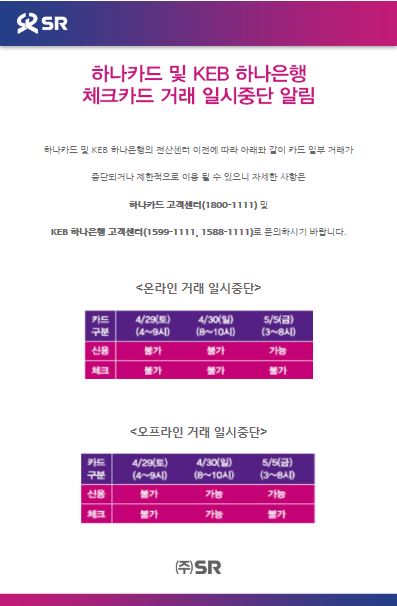 SR
하나카드 및 KEB 하나은행
체크카드 거래 일시중단 알림
하나카드 및 KEB 하나은행의 전산센터 이전에 따라 아래와 같이 카드 일부 거래가
중단되거나 제한적으로 이용 될 수 있으니 자세한 사항은
하나카드 고객센터(1800-1111) 및
KEB 하나은행 고객센터(1599-1111, 1588-1111)로 문의하시기 바랍니다.
<온라인 거래 일시중단>
카드 4/29(토) 4/30(일) 5/5(금)
구분 (4~9시) (8~10시) (3~8시)
신용 불가 불가 가능
체크 불가 불가 불가
<오프라인 거래 일시중단>
카드 4/29(토) 4/30(일) 5/5(금)
구분 (4~9시) (8~10시) (3~8시)
신용 불가 가능 가능
체크 불가 가능 불가
㈜SR